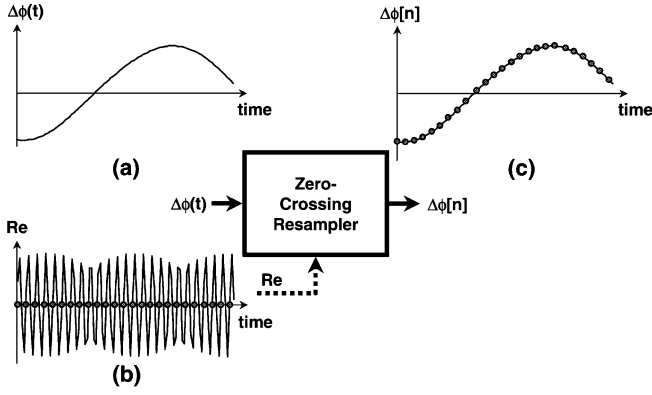 Δϕ(t)
time
(a)
Δϕ[n]
time
(c)
Δϕ(t)
Zero-
Crossing
Resampler
Δϕ[n]
Re
Re
time
(b)